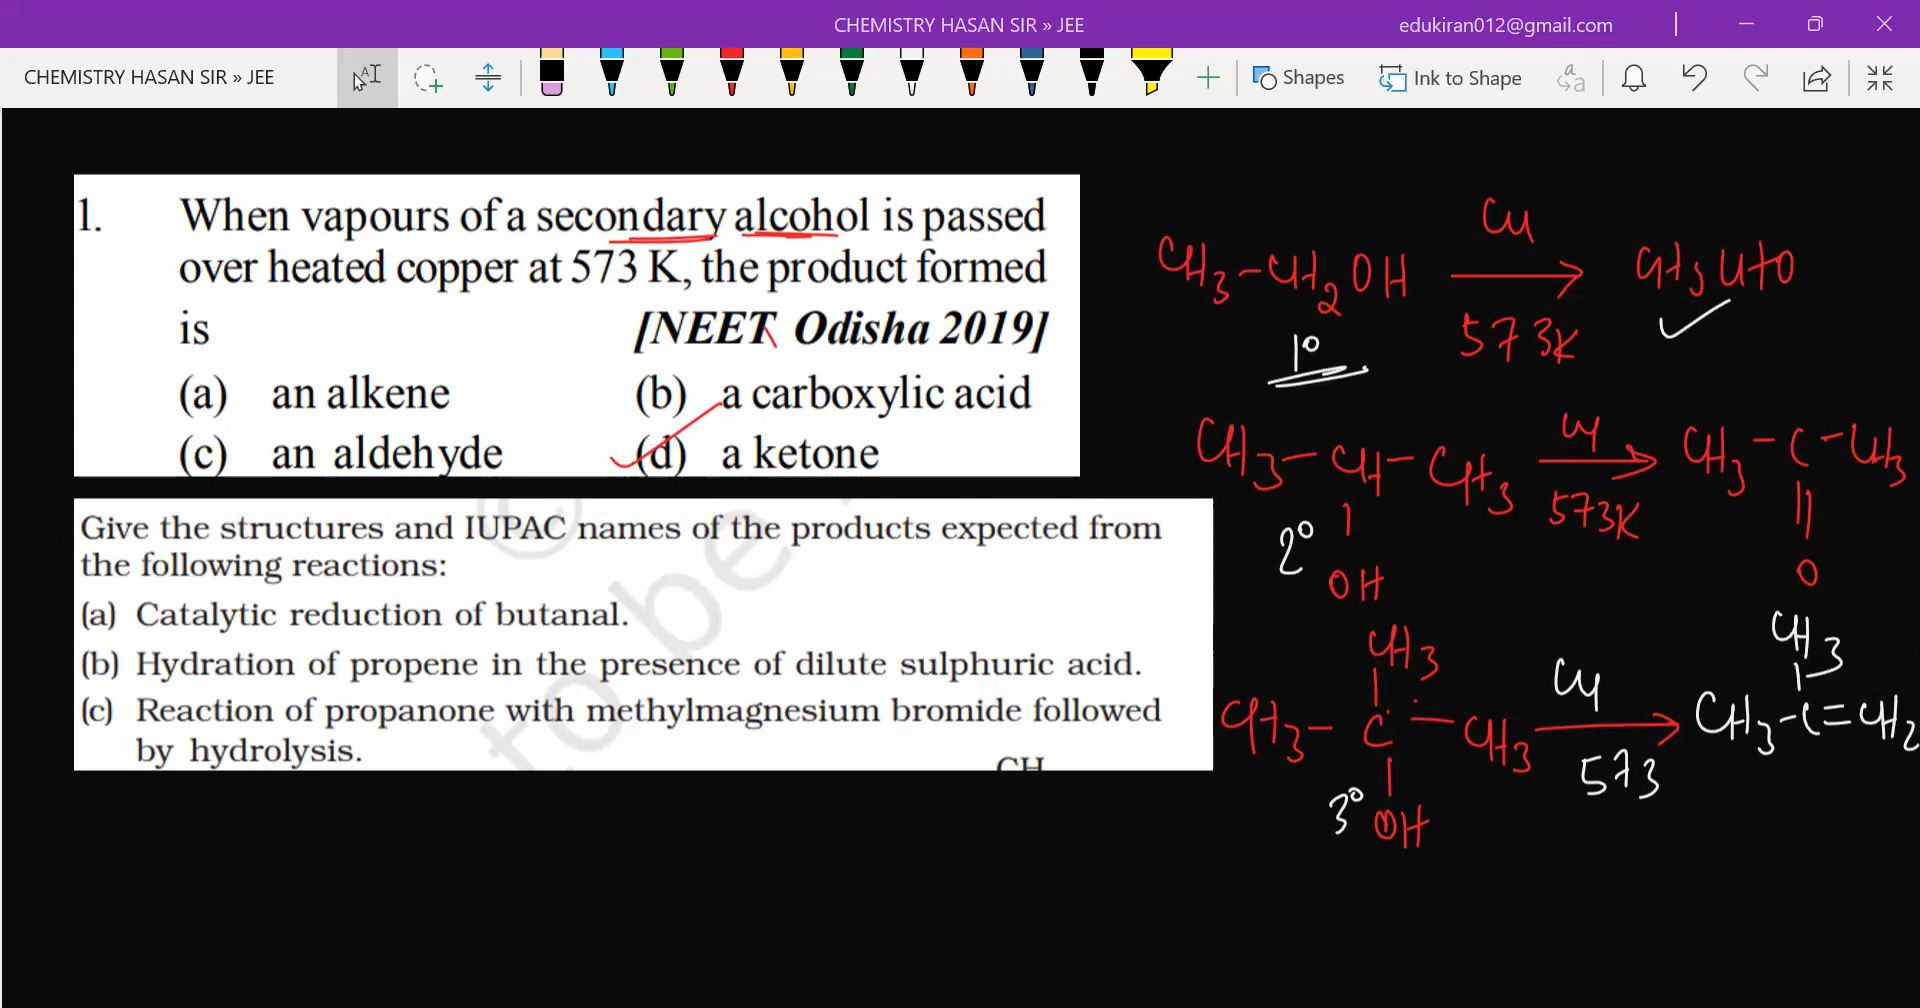 CHEMISTRY HASAN SIR » JEE
edukiran012@gmail.com
CHEMISTRY HASAN SIR » JEE
Shapes
Ink to Shape
1. When vapours of a secondary alcohol is passed
over heated copper at 573 K, the product formed
is [NEET Odisha 2019]
(a) an alkene (b) a carboxylic acid
(c) an aldehyde (d) a ketone
Give the structures and IUPAC names of the products expected from
the following reactions:
(a) Catalytic reduction of butanal.
(b) Hydration of propene in the presence of dilute sulphuric acid.
(c) Reaction of propanone with methylmagnesium bromide followed
by hydrolysis.
CH
© to be
Cu
CH3-CH2OH CH3CHO
573K
1°
Cu
CH3-CH-CH3 CH3-C-CH3
573K
2° OH O
CH3 CH3
Cu
CH3-C-CH3 CH3-C=CH2
573
3° OH